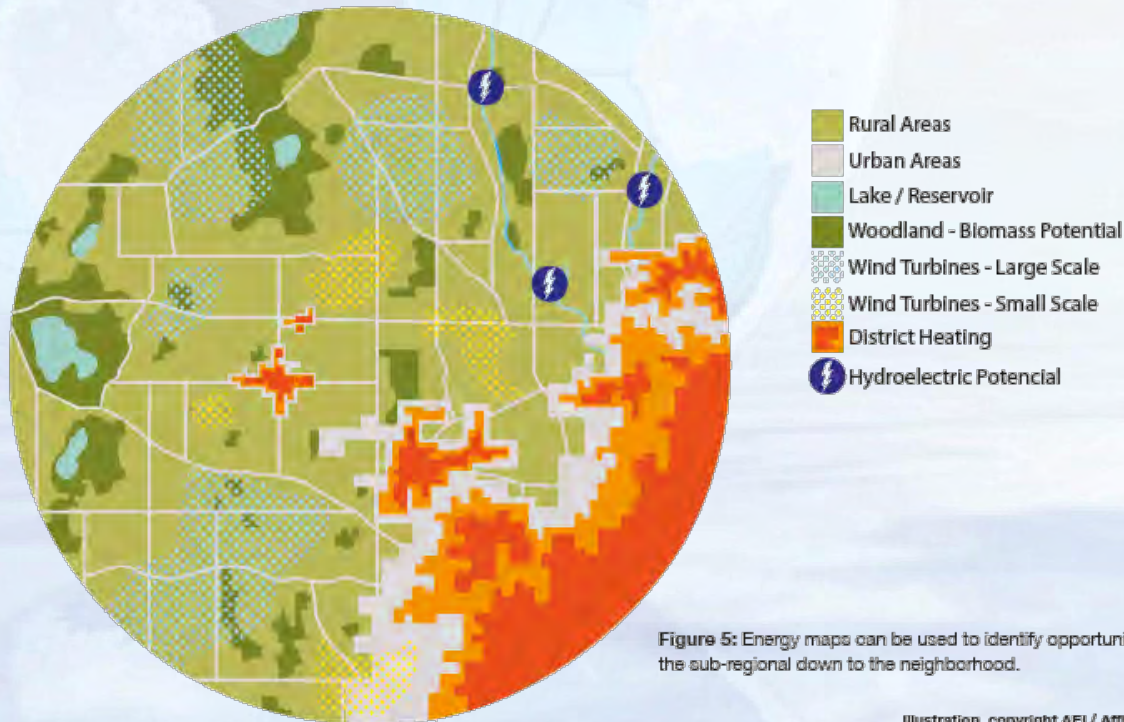 Rural Areas
Urban Areas
Lake / Reservoir
Woodland - Biomass Potential
Wind Turbines - Large Scale
Wind Turbines - Small Scale
District Heating
Hydroelectric Potencial
Figure 5: Energy maps can be used to identify opportuni
the sub-regional down to the neighborhood.
Illustration, copyright AEI / Affi